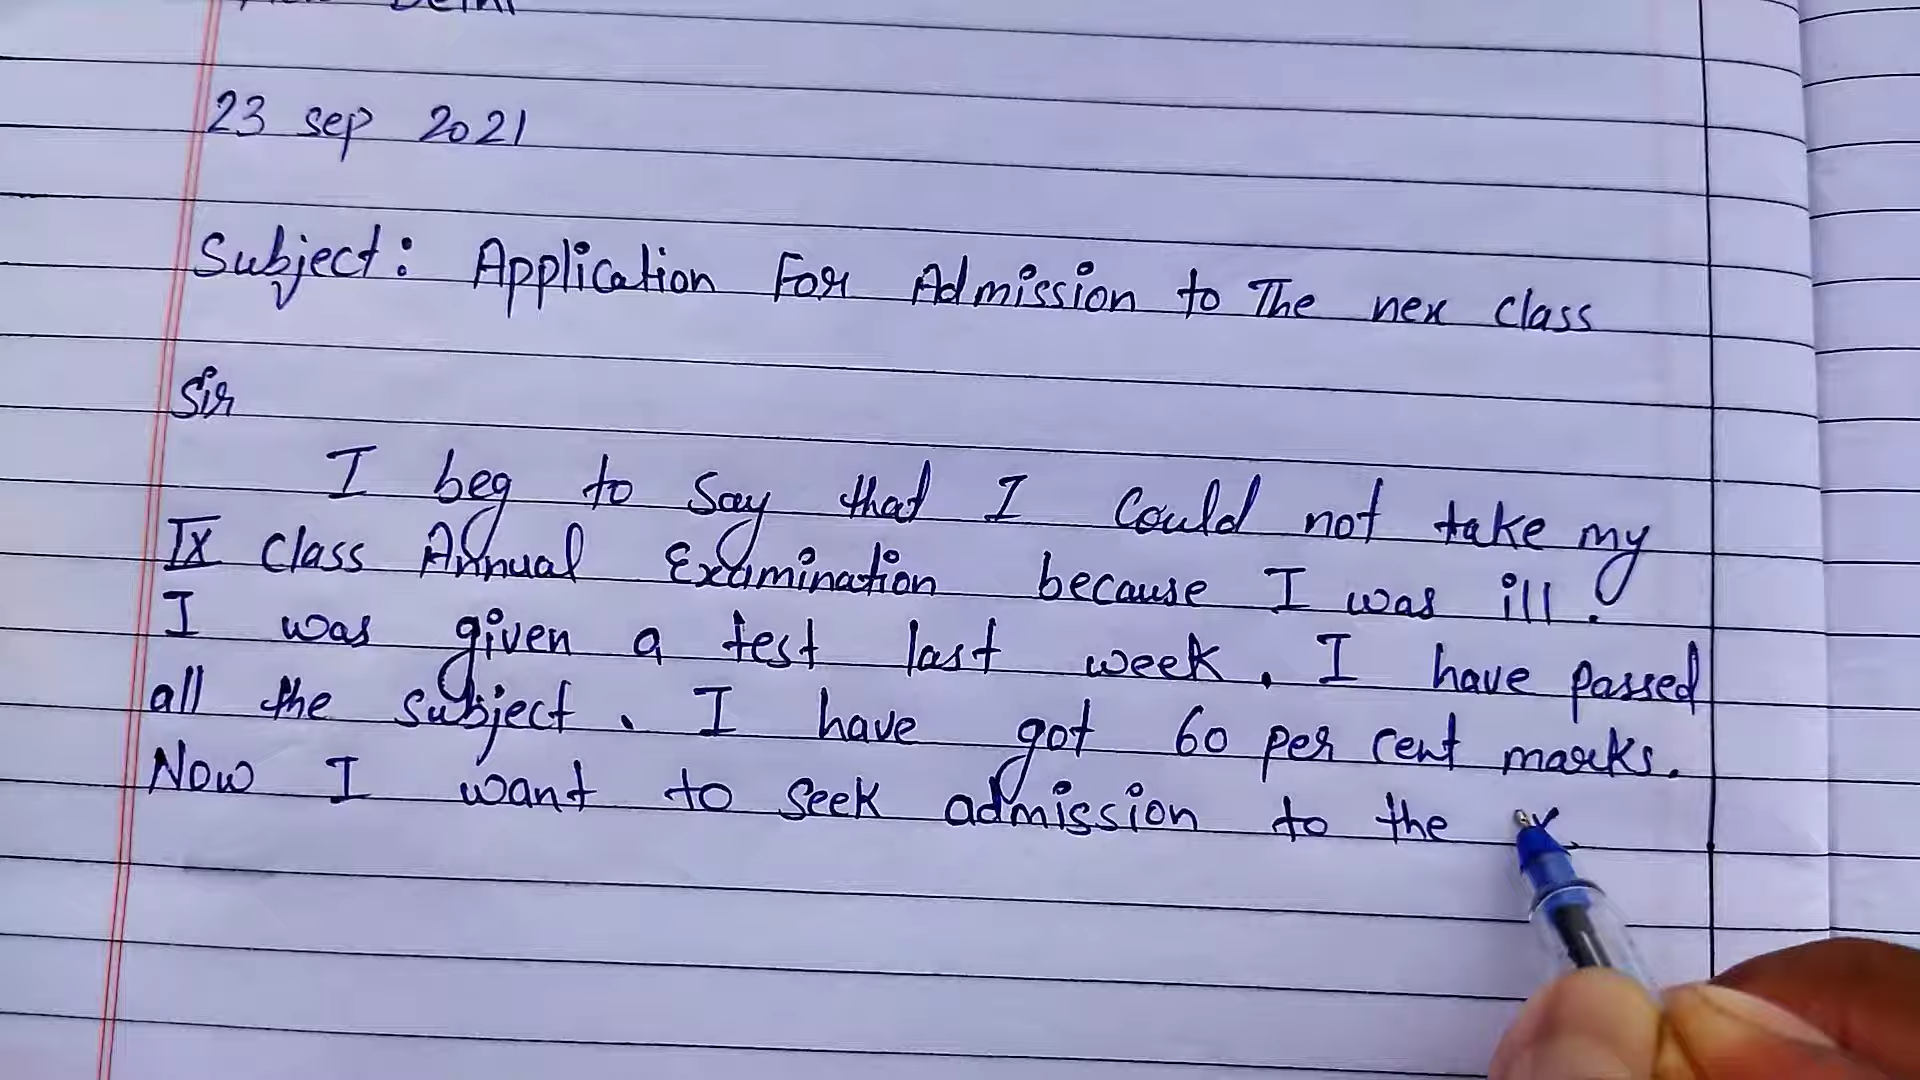 Delhi
23 sep 2021
Subject: Application For Admission to The nex class
Sir
I beg to say that I could not take my
IX class Annual Examination because I was ill.
I was given a test last week. I have passed
all the subject. I have got 60 per cent marks.
Now I want to seek admission to the